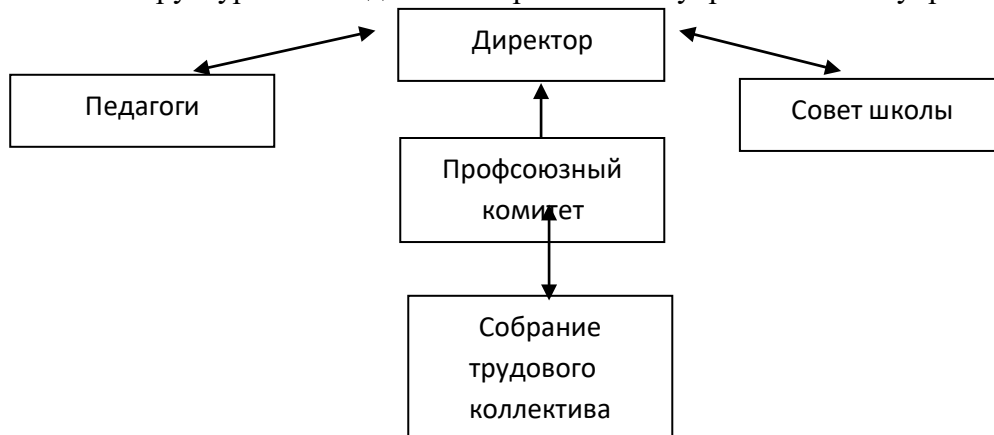 Директор
Педагоги
Совет школы
Профсоюзный
комитет
Собрание
трудового
коллектива